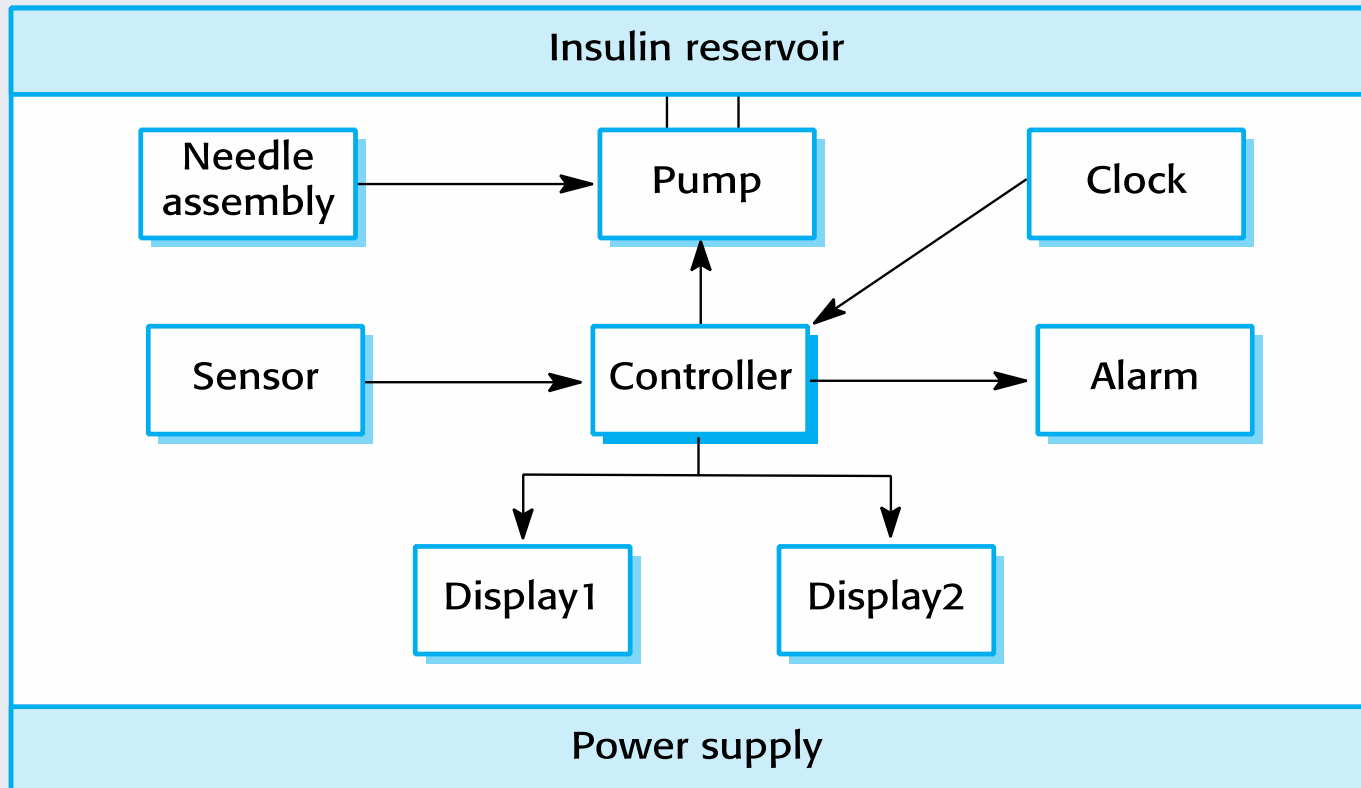 Insulin reservoir
Needle
assembly
Pump
Clock
Sensor
Controller
Alarm
Display1
Display2
Power supply